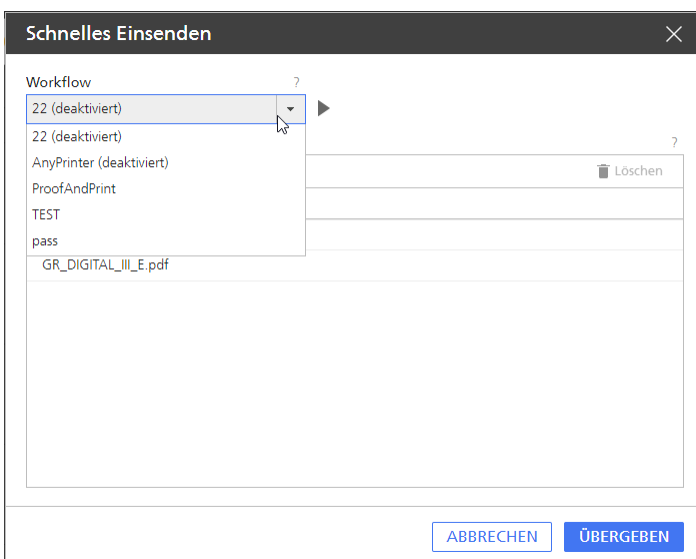 Schnelles Einsenden
Workflow ?
22 (deaktiviert)
22 (deaktiviert)
AnyPrinter (deaktiviert)
ProofAndPrint
TEST
pass
?
Löschen
GR_DIGITAL_III_E.pdf
ABBRECHEN ÜBERGEBEN